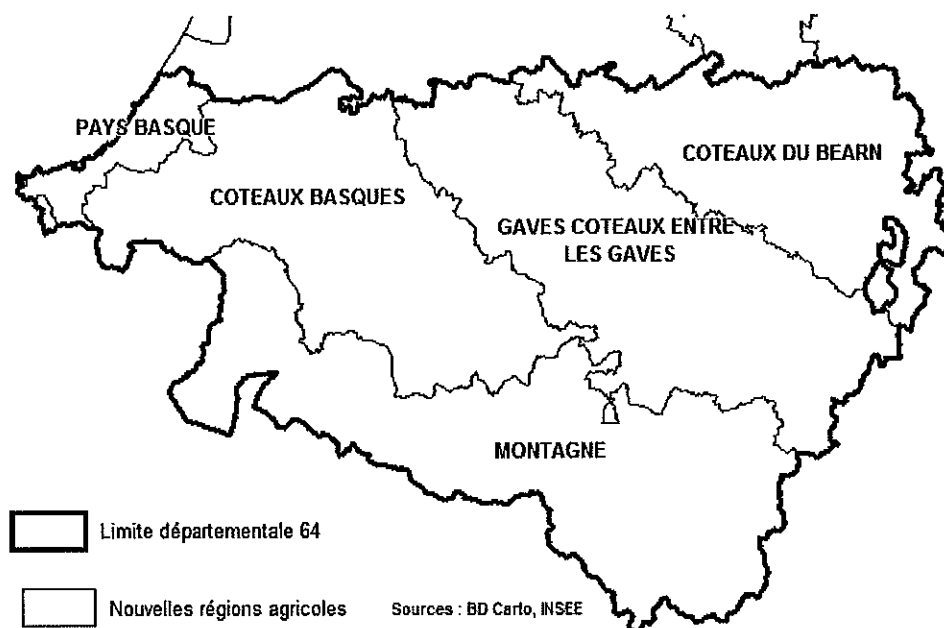 PAYS BASQUE
COTEAUX DU BEARN
COTEAUX BASQUES
GAVES COTEAUX ENTRE
LES GAVES
MONTAGNE
Limite départementale 64
Nouvelles régions agricoles
Sources : BD Carto, INSEE